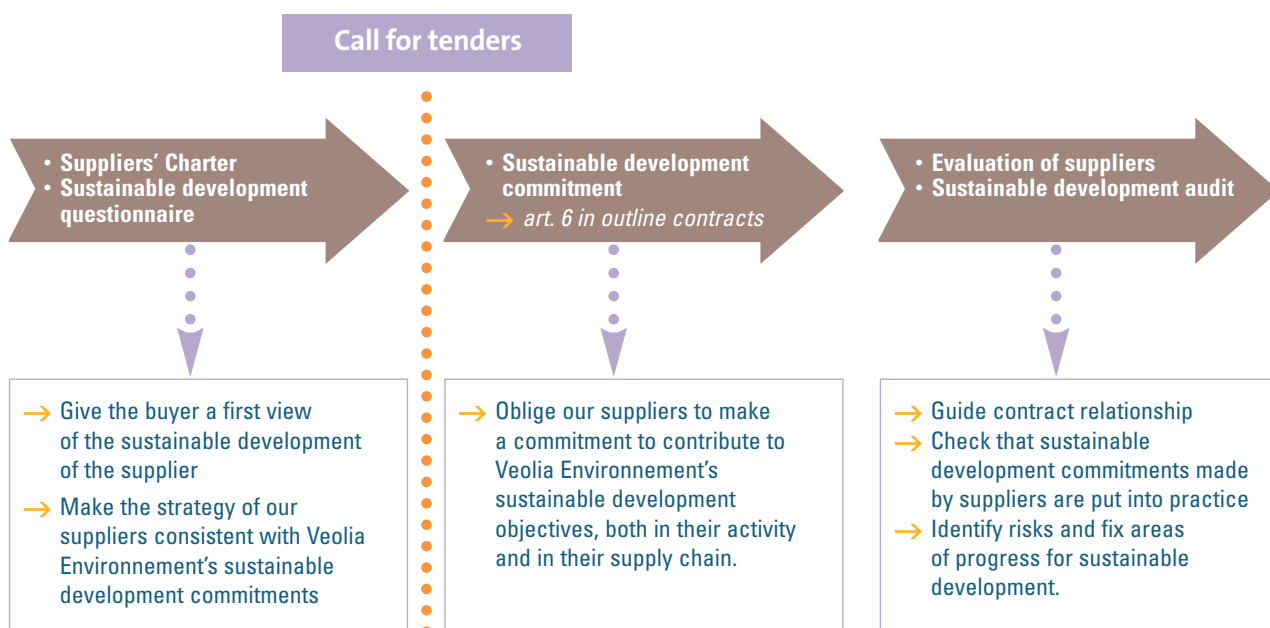 Call for tenders
• Suppliers' Charter
• Sustainable development
questionnaire
• Sustainable development
commitment
→ art. 6 in outline contracts
• Evaluation of suppliers
• Sustainable development audit
→ Give the buyer a first view
of the sustainable development
of the supplier
→ Make the strategy of our
suppliers consistent with Veolia
Environnement's sustainable
development commitments
→ Oblige our suppliers to make
a commitment to contribute to
Veolia Environnement's
sustainable development
objectives, both in their activity
and in their supply chain.
→ Guide contract relationship
→ Check that sustainable
development commitments made
by suppliers are put into practice
→ Identify risks and fix areas
of progress for sustainable
development.